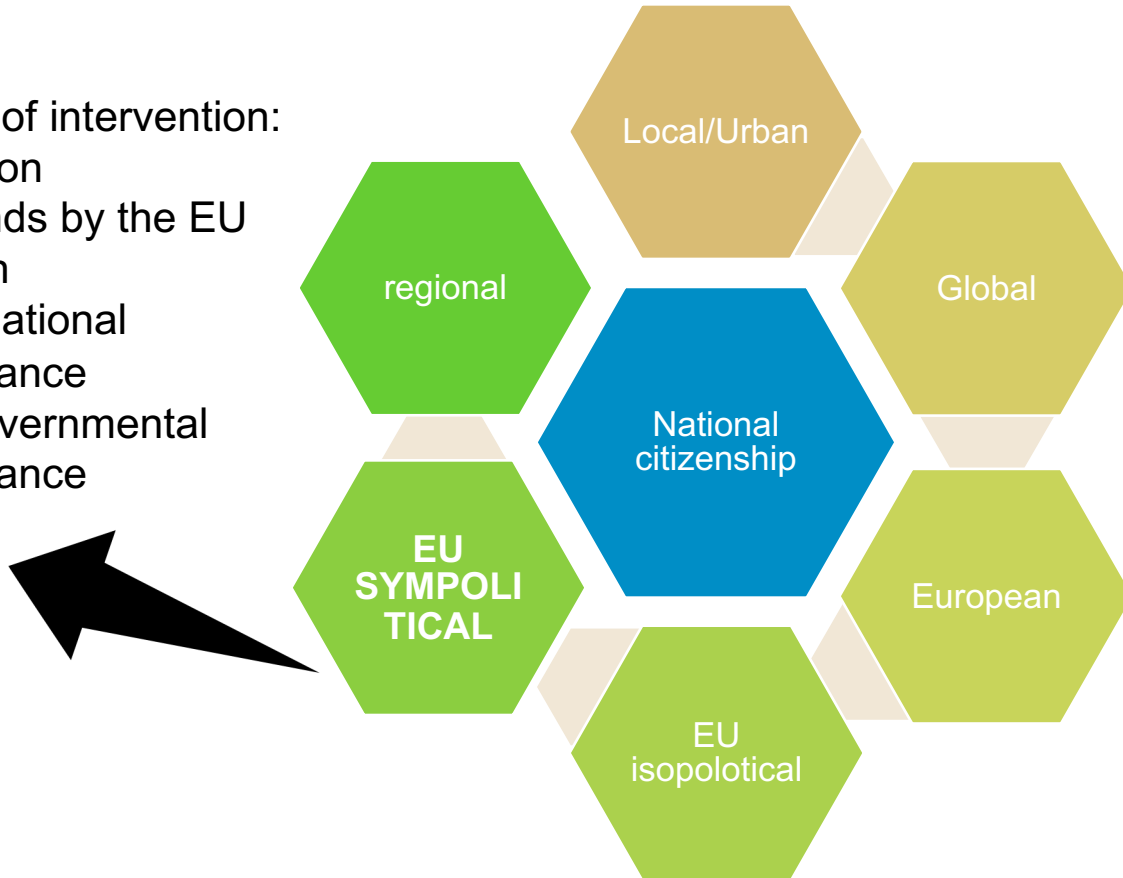 of intervention:
on
nds by the EU
n
ational
ance
vernmental
ance
Local/Urban
regional
Global
National
citizenship
EU
SYMPOLI
TICAL
European
EU
isopolotical